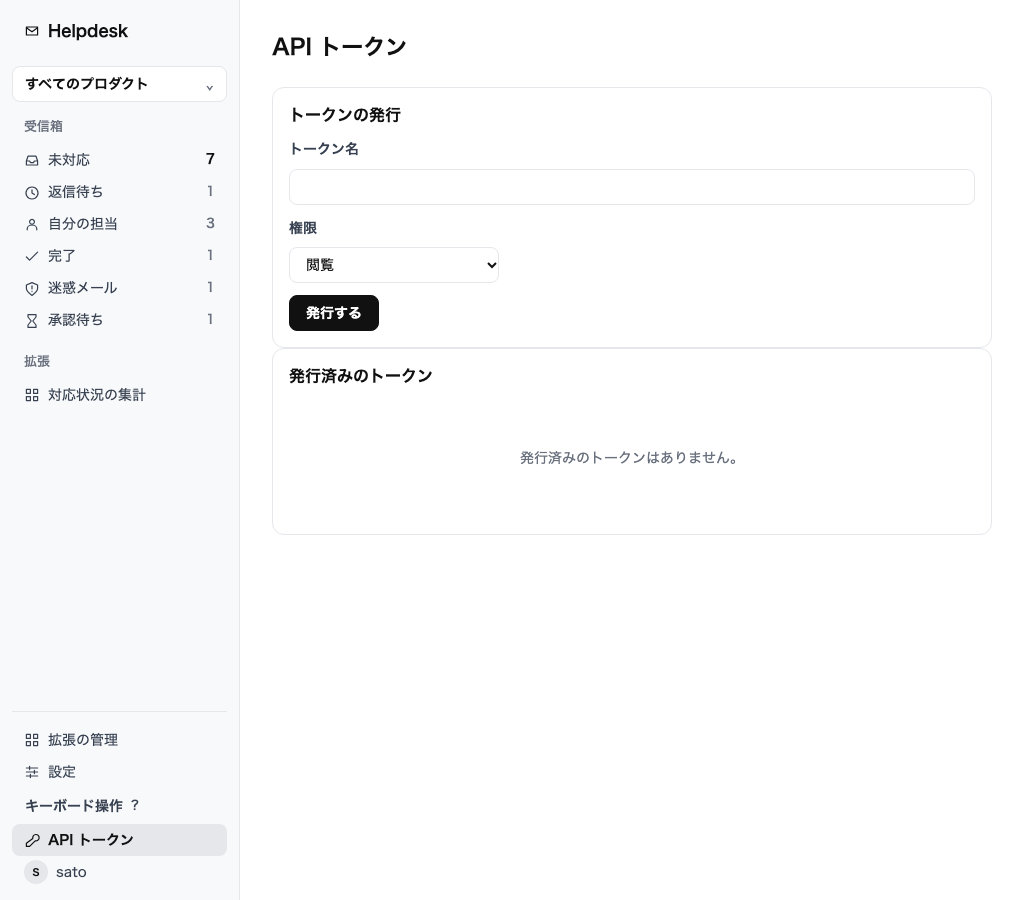 Helpdesk
すべてのプロダクト
受信箱
未対応 7
返信待ち 1
自分の担当 3
完了 1
迷惑メール 1
承認待ち 1
拡張
対応状況の集計
拡張の管理
設定
キーボード操作 ?
API トークン
S sato
API トークン
トークンの発行
トークン名
権限
閲覧
発行する
発行済みのトークン
発行済みのトークンはありません。